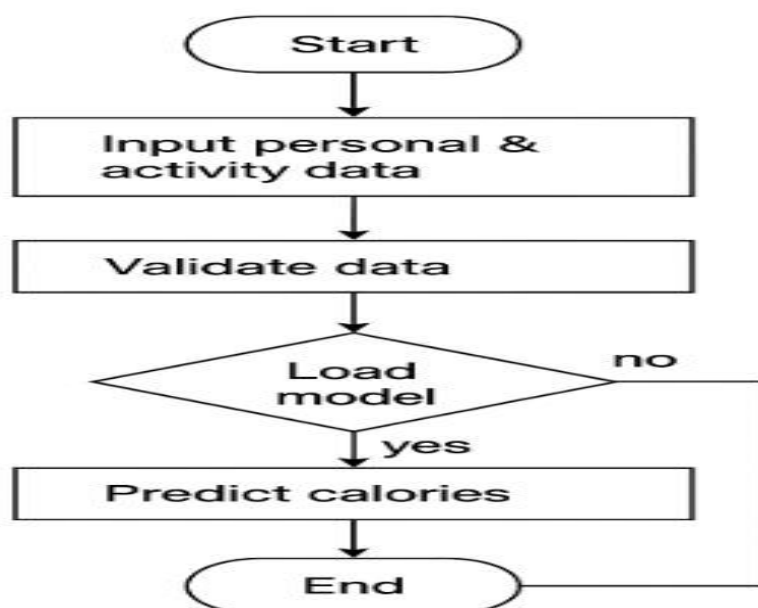 Start
Input personal &
activity data
Validate data
Load
model
no
yes
Predict calories
End